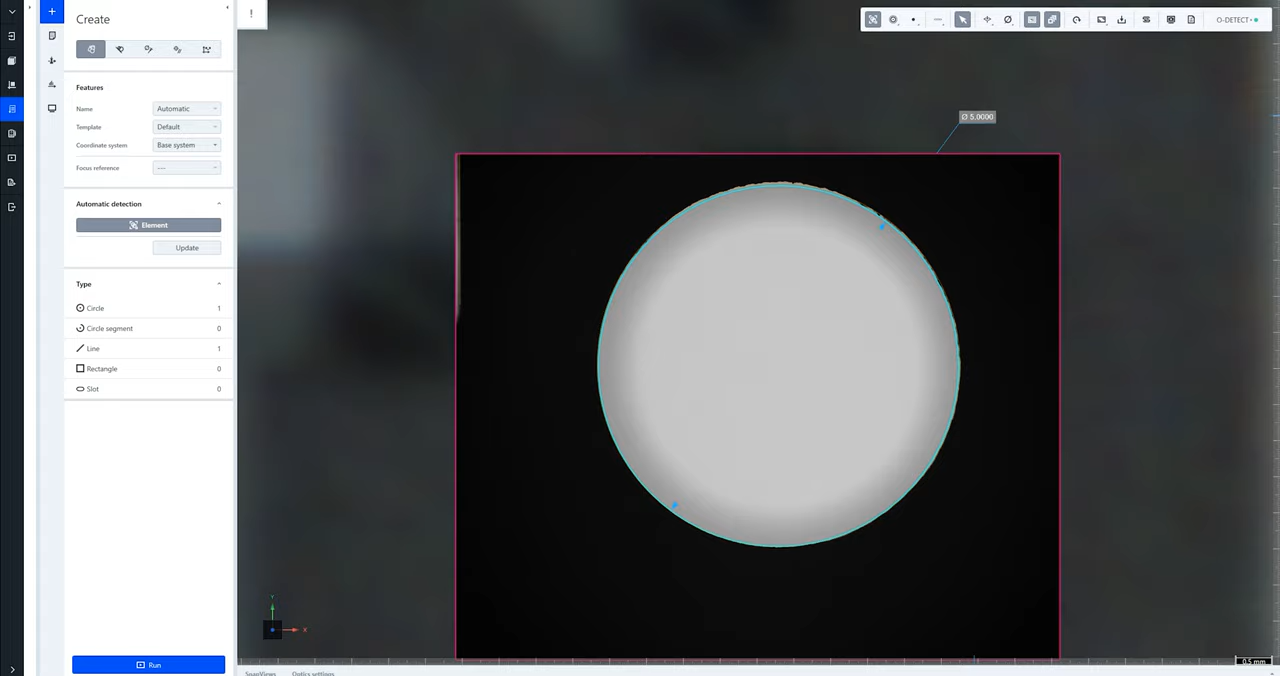 Create
!
O-DETECT
Features
Name Automatic
Template Default
Coordinate system Base system
Focus reference ---
Automatic detection
Element
Update
Type
Circle 1
Circle segment 0
Line 1
Rectangle 0
Slot 0
Ø 5,0000
Y
X
0.5 mm
Run
SnapViews Optics settings